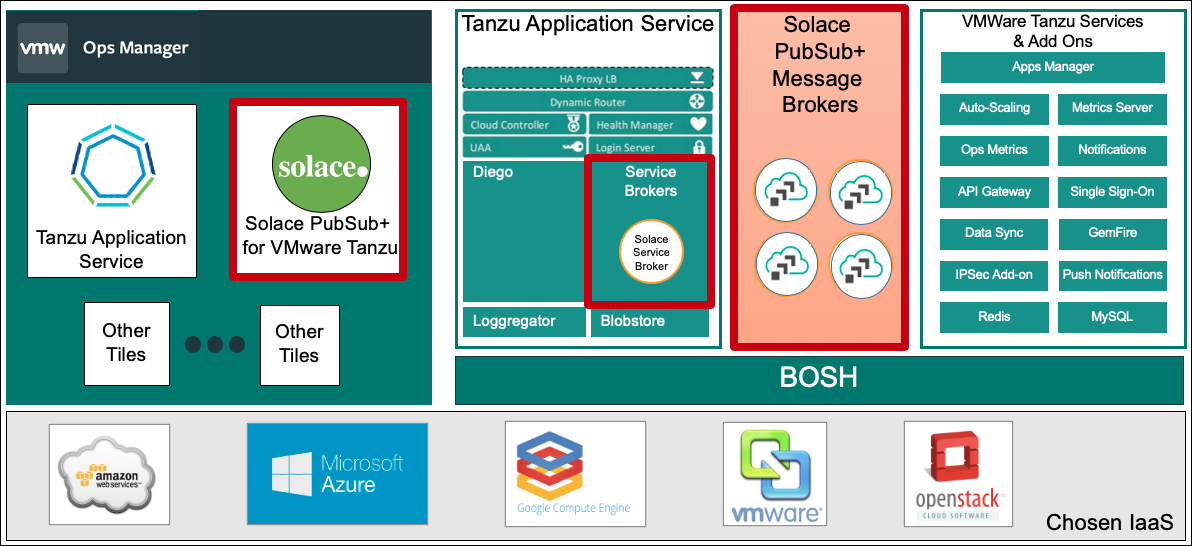 vmw
Ops Manager
Tanzu Application
Service
solace.
Solace PubSub+
for VMware Tanzu
Other
Tiles
Other
Tiles
Tanzu Application Service
HA Proxy LB
Dynamic Router
Cloud Controller
Health Manager
UAA
Login Server
Diego
Service
Brokers
Solace
Service
Broker
Loggregator
Blobstore
Solace
PubSub+
Message
Brokers
VMWare Tanzu Services
& Add Ons
Apps Manager
Auto-Scaling
Metrics Server
Ops Metrics
Notifications
API Gateway
Single Sign-On
Data Sync
GemFire
IPSec Add-on
Push Notifications
Redis
MySQL
BOSH
amazon
webservices™
Microsoft
Azure
Google Compute Engine
vmware®
openstack™
CLOUD SOFTWARE
Chosen IaaS